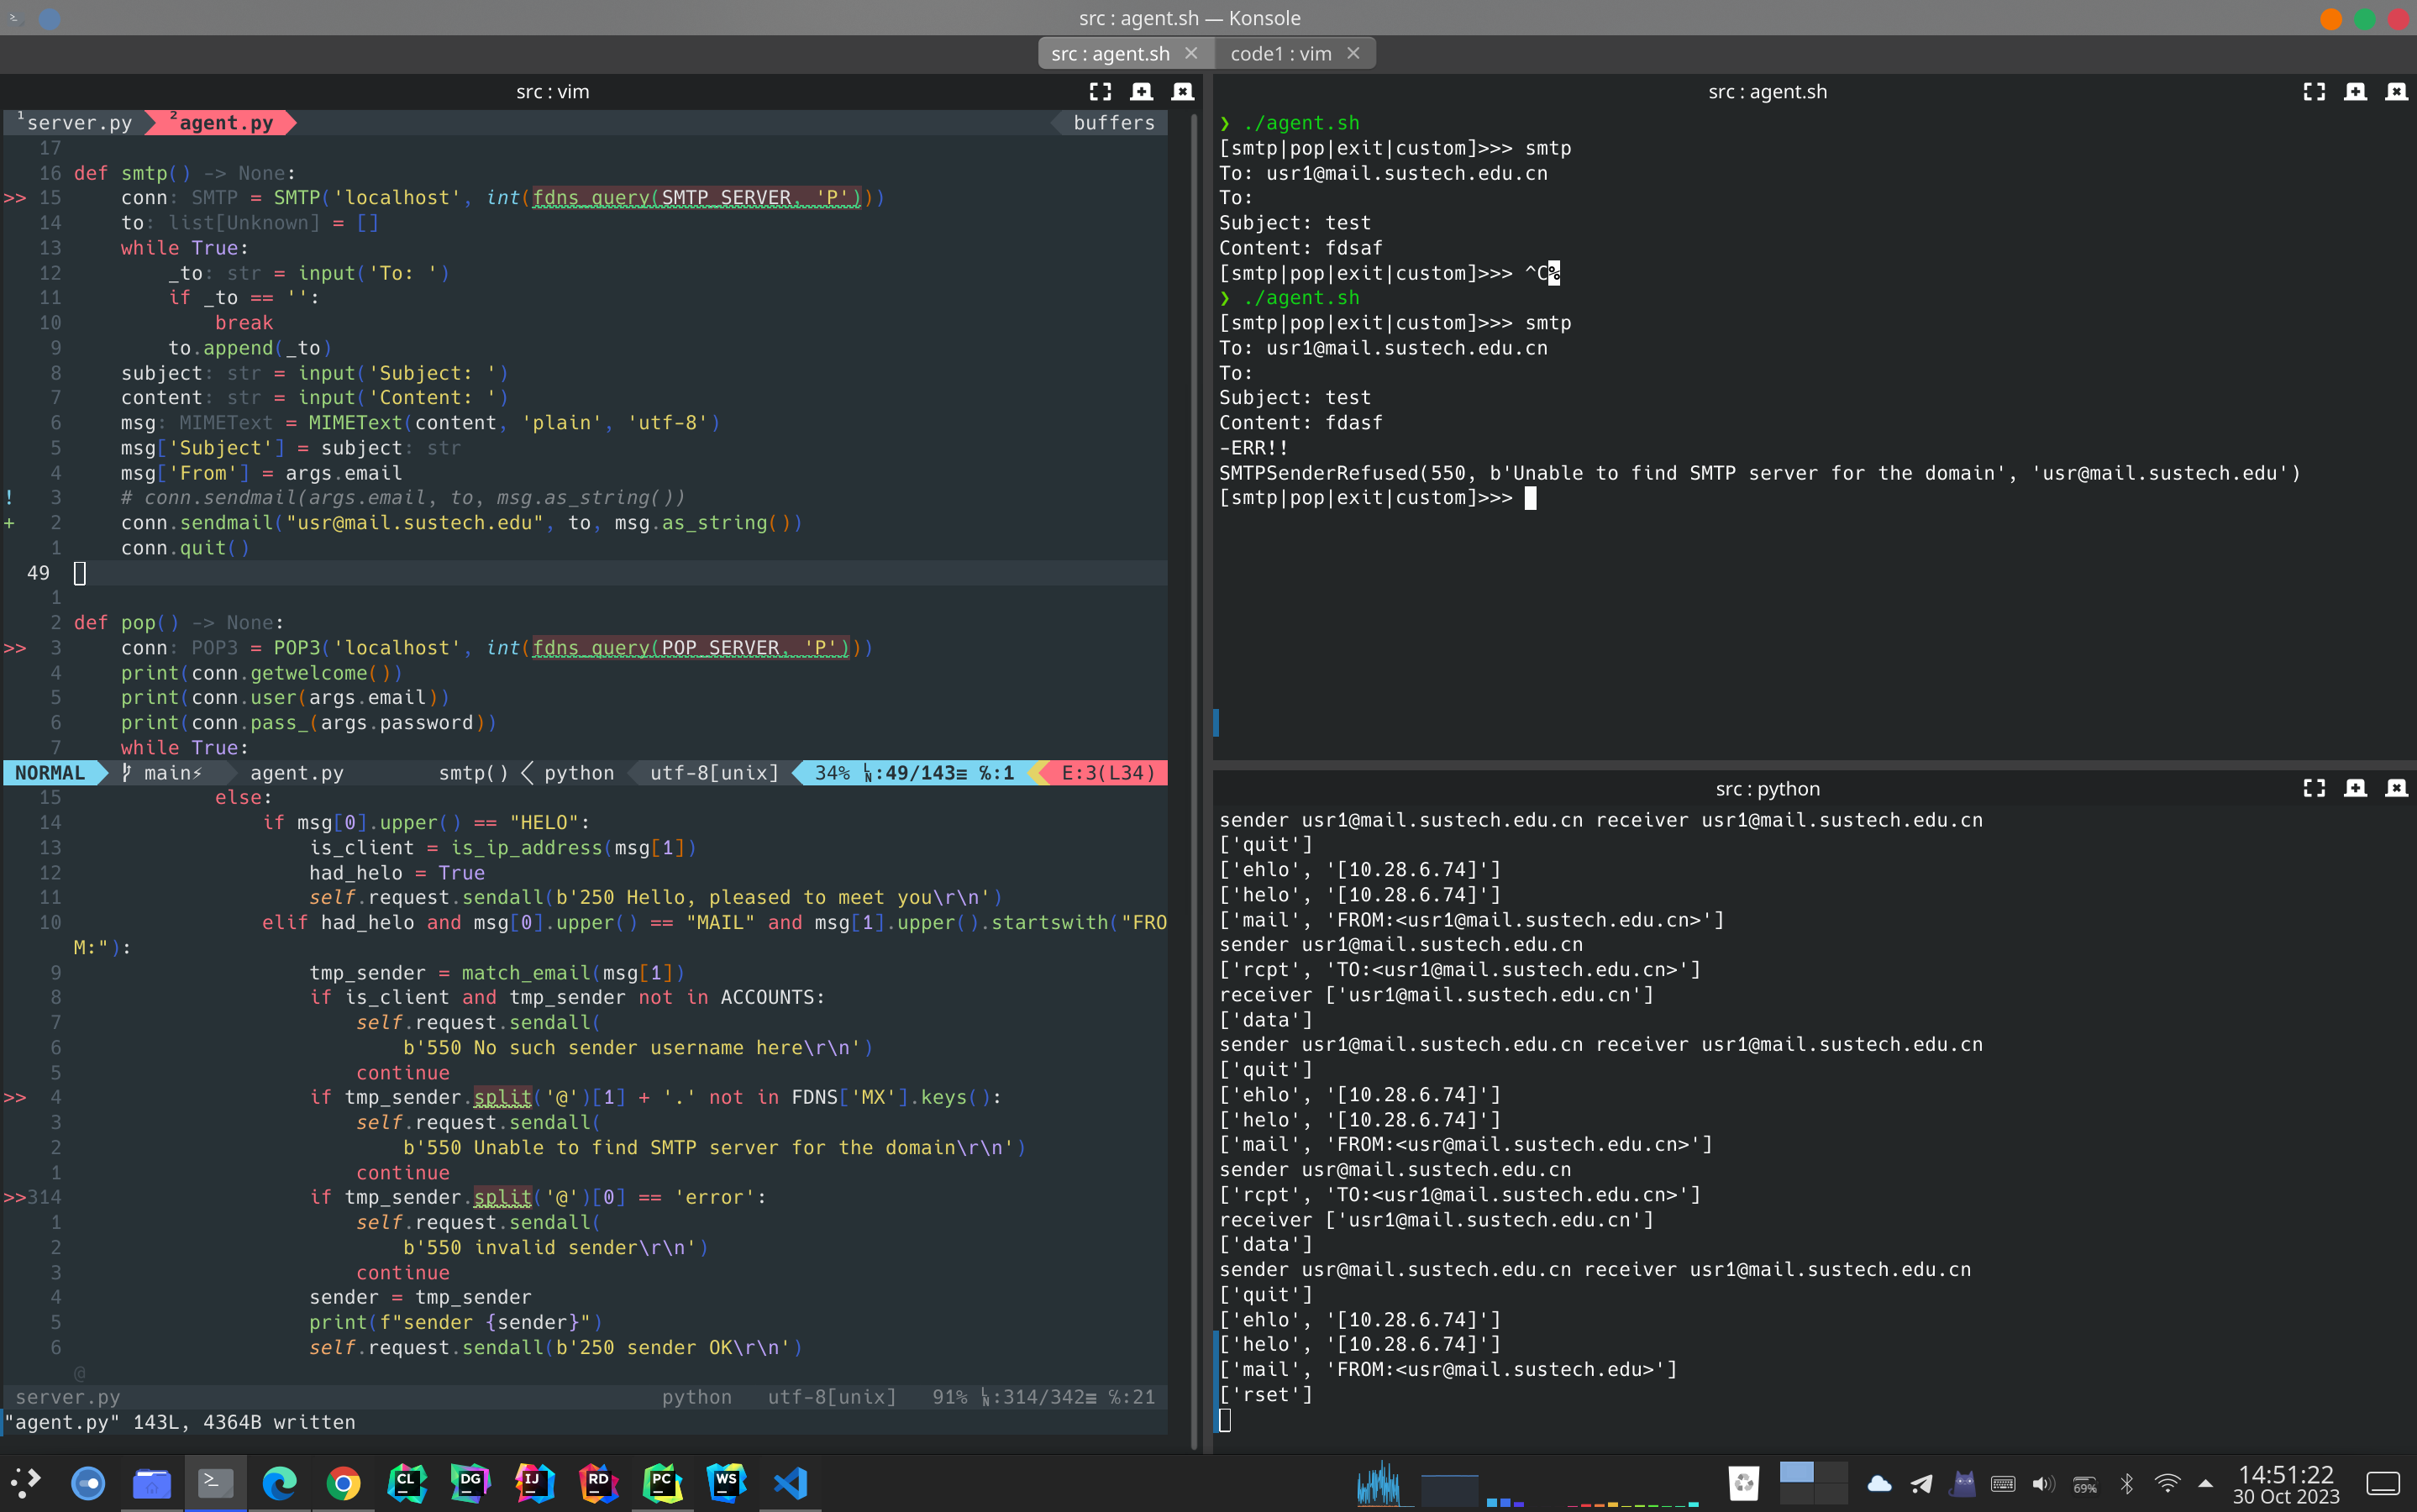 src : agent.sh — Konsole
src : agent.sh
code1 : vim
src : vim
1server.py 2agent.py buffers
17
16 def smtp() -> None:
>> 15 conn: SMTP = SMTP('localhost', int(fdns_query(SMTP_SERVER, 'P')))
14 to: list[Unknown] = []
13 while True:
12 _to: str = input('To: ')
11 if _to == '':
10 break
9 to.append(_to)
8 subject: str = input('Subject: ')
7 content: str = input('Content: ')
6 msg: MIMEText = MIMEText(content, 'plain', 'utf-8')
5 msg['Subject'] = subject: str
4 msg['From'] = args.email
! 3 # conn.sendmail(args.email, to, msg.as_string())
+ 2 conn.sendmail("usr@mail.sustech.edu", to, msg.as_string())
1 conn.quit()
49
1
2 def pop() -> None:
>> 3 conn: POP3 = POP3('localhost', int(fdns_query(POP_SERVER, 'P')))
4 print(conn.getwelcome())
5 print(conn.user(args.email))
6 print(conn.pass_(args.password))
7 while True:
NORMAL main⚡ agent.py smtp() < python utf-8[unix] 34% ㏑:49/143≡ ℅:1 E:3(L34)
15 else:
14 if msg[0].upper() == "HELO":
13 is_client = is_ip_address(msg[1])
12 had_helo = True
11 self.request.sendall(b'250 Hello, pleased to meet you\r\n')
10 elif had_helo and msg[0].upper() == "MAIL" and msg[1].upper().startswith("FRO
M:"):
9 tmp_sender = match_email(msg[1])
8 if is_client and tmp_sender not in ACCOUNTS:
7 self.request.sendall(
6 b'550 No such sender username here\r\n')
5 continue
>> 4 if tmp_sender.split('@')[1] + '.' not in FDNS['MX'].keys():
3 self.request.sendall(
2 b'550 Unable to find SMTP server for the domain\r\n')
1 continue
>>314 if tmp_sender.split('@')[0] == 'error':
1 self.request.sendall(
2 b'550 invalid sender\r\n')
3 continue
4 sender = tmp_sender
5 print(f"sender {sender}")
6 self.request.sendall(b'250 sender OK\r\n')
@
server.py python utf-8[unix] 91% ㏑:314/342≡ ℅:21
"agent.py" 143L, 4364B written
src : agent.sh
❯ ./agent.sh
[smtp|pop|exit|custom]>>> smtp
To: usr1@mail.sustech.edu.cn
To:
Subject: test
Content: fdsaf
[smtp|pop|exit|custom]>>> ^C%
❯ ./agent.sh
[smtp|pop|exit|custom]>>> smtp
To: usr1@mail.sustech.edu.cn
To:
Subject: test
Content: fdasf
-ERR!!
SMTPSenderRefused(550, b'Unable to find SMTP server for the domain', 'usr@mail.sustech.edu')
[smtp|pop|exit|custom]>>>
src : python
sender usr1@mail.sustech.edu.cn receiver usr1@mail.sustech.edu.cn
['quit']
['ehlo', '[10.28.6.74]']
['helo', '[10.28.6.74]']
['mail', 'FROM:<usr1@mail.sustech.edu.cn>']
sender usr1@mail.sustech.edu.cn
['rcpt', 'TO:<usr1@mail.sustech.edu.cn>']
receiver ['usr1@mail.sustech.edu.cn']
['data']
sender usr1@mail.sustech.edu.cn receiver usr1@mail.sustech.edu.cn
['quit']
['ehlo', '[10.28.6.74]']
['helo', '[10.28.6.74]']
['mail', 'FROM:<usr@mail.sustech.edu.cn>']
sender usr@mail.sustech.edu.cn
['rcpt', 'TO:<usr1@mail.sustech.edu.cn>']
receiver ['usr1@mail.sustech.edu.cn']
['data']
sender usr@mail.sustech.edu.cn receiver usr1@mail.sustech.edu.cn
['quit']
['ehlo', '[10.28.6.74]']
['helo', '[10.28.6.74]']
['mail', 'FROM:<usr@mail.sustech.edu>']
['rset']
CL DG IJ RD PC WS
69%
14:51:22
30 Oct 2023